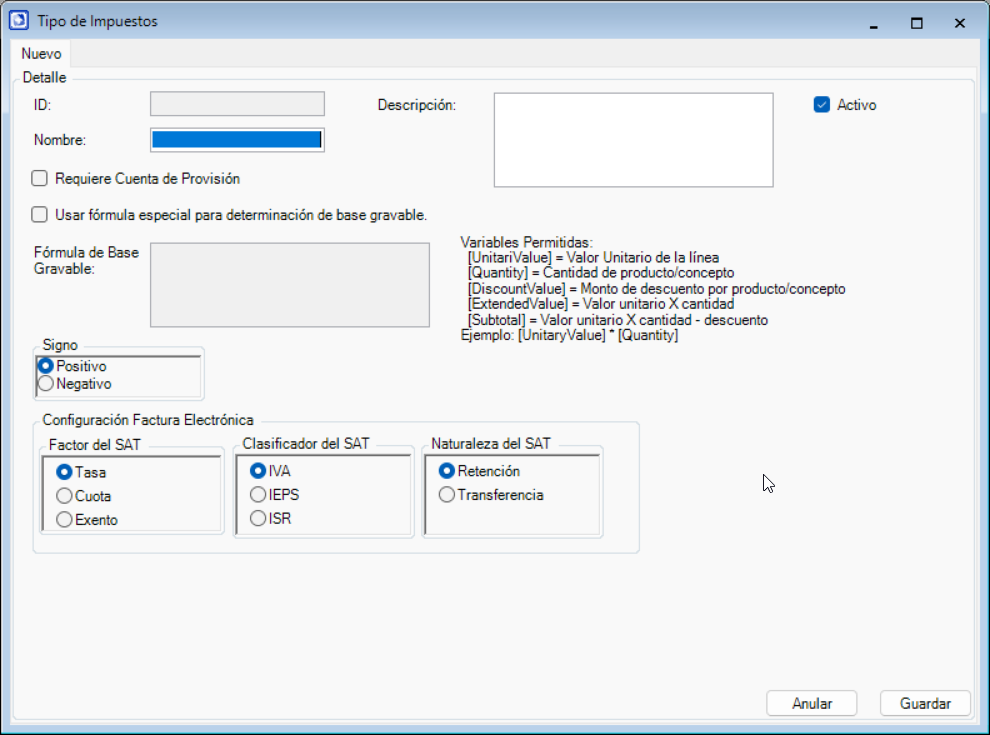 Tipo de Impuestos
Nuevo
Detalle
ID:
Descripción:
Activo
Nombre:
Requiere Cuenta de Provisión
Usar fórmula especial para determinación de base gravable.
Fórmula de Base
Gravable:
Variables Permitidas:
[UnitariValue] = Valor Unitario de la línea
[Quantity] = Cantidad de producto/concepto
[DiscountValue] = Monto de descuento por producto/concepto
[ExtendedValue] = Valor unitario X cantidad
[Subtotal] = Valor unitario X cantidad - descuento
Ejemplo: [UnitaryValue] * [Quantity]
Signo
Positivo
Negativo
Configuración Factura Electrónica
Factor del SAT
Tasa
Cuota
Exento
Clasificador del SAT
IVA
IEPS
ISR
Naturaleza del SAT
Retención
Transferencia
Anular
Guardar